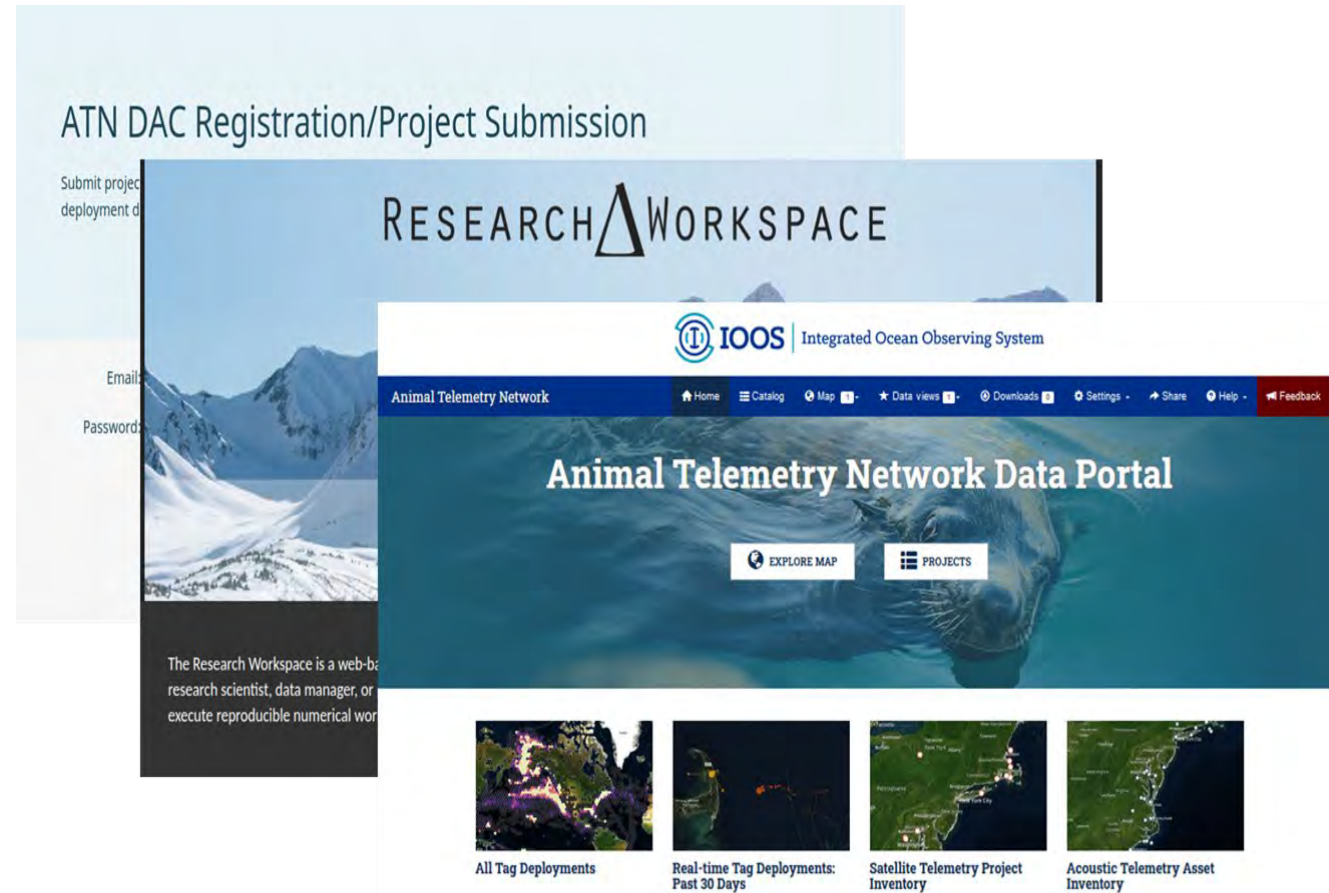 ATN DAC Registration/Project Submission
Submit projec
deployment d
Email:
Password:
RESEARCH WORKSPACE
The Research Workspace is a web-ba
research scientist, data manager, or
execute reproducible numerical wor
IOOS Integrated Ocean Observing System
Animal Telemetry Network Home Catalog Map 1 Data views 1 Downloads 0 Settings Share Help Feedback
Animal Telemetry Network Data Portal
EXPLORE MAP PROJECTS
All Tag Deployments
Real-time Tag Deployments:
Past 30 Days
Satellite Telemetry Project
Inventory
Acoustic Telemetry Asset
Inventory